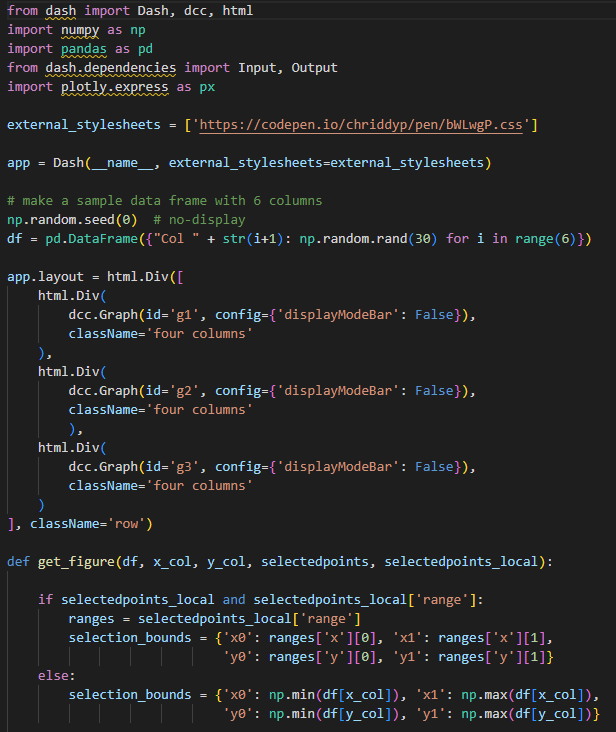 from dash import Dash, dcc, html
import numpy as np
import pandas as pd
from dash.dependencies import Input, Output
import plotly.express as px

external_stylesheets = ['https://codepen.io/chriddyp/pen/bWLwgP.css']

app = Dash(__name__, external_stylesheets=external_stylesheets)

# make a sample data frame with 6 columns
np.random.seed(0)  # no-display
df = pd.DataFrame({"Col " + str(i+1): np.random.rand(30) for i in range(6)})

app.layout = html.Div([
    html.Div(
        dcc.Graph(id='g1', config={'displayModeBar': False}),
        className='four columns'
    ),
    html.Div(
        dcc.Graph(id='g2', config={'displayModeBar': False}),
        className='four columns'
        ),
    html.Div(
        dcc.Graph(id='g3', config={'displayModeBar': False}),
        className='four columns'
    )
], className='row')

def get_figure(df, x_col, y_col, selectedpoints, selectedpoints_local):

    if selectedpoints_local and selectedpoints_local['range']:
        ranges = selectedpoints_local['range']
        selection_bounds = {'x0': ranges['x'][0], 'x1': ranges['x'][1],
                            'y0': ranges['y'][0], 'y1': ranges['y'][1]}
    else:
        selection_bounds = {'x0': np.min(df[x_col]), 'x1': np.max(df[x_col]),
                            'y0': np.min(df[y_col]), 'y1': np.max(df[y_col])}